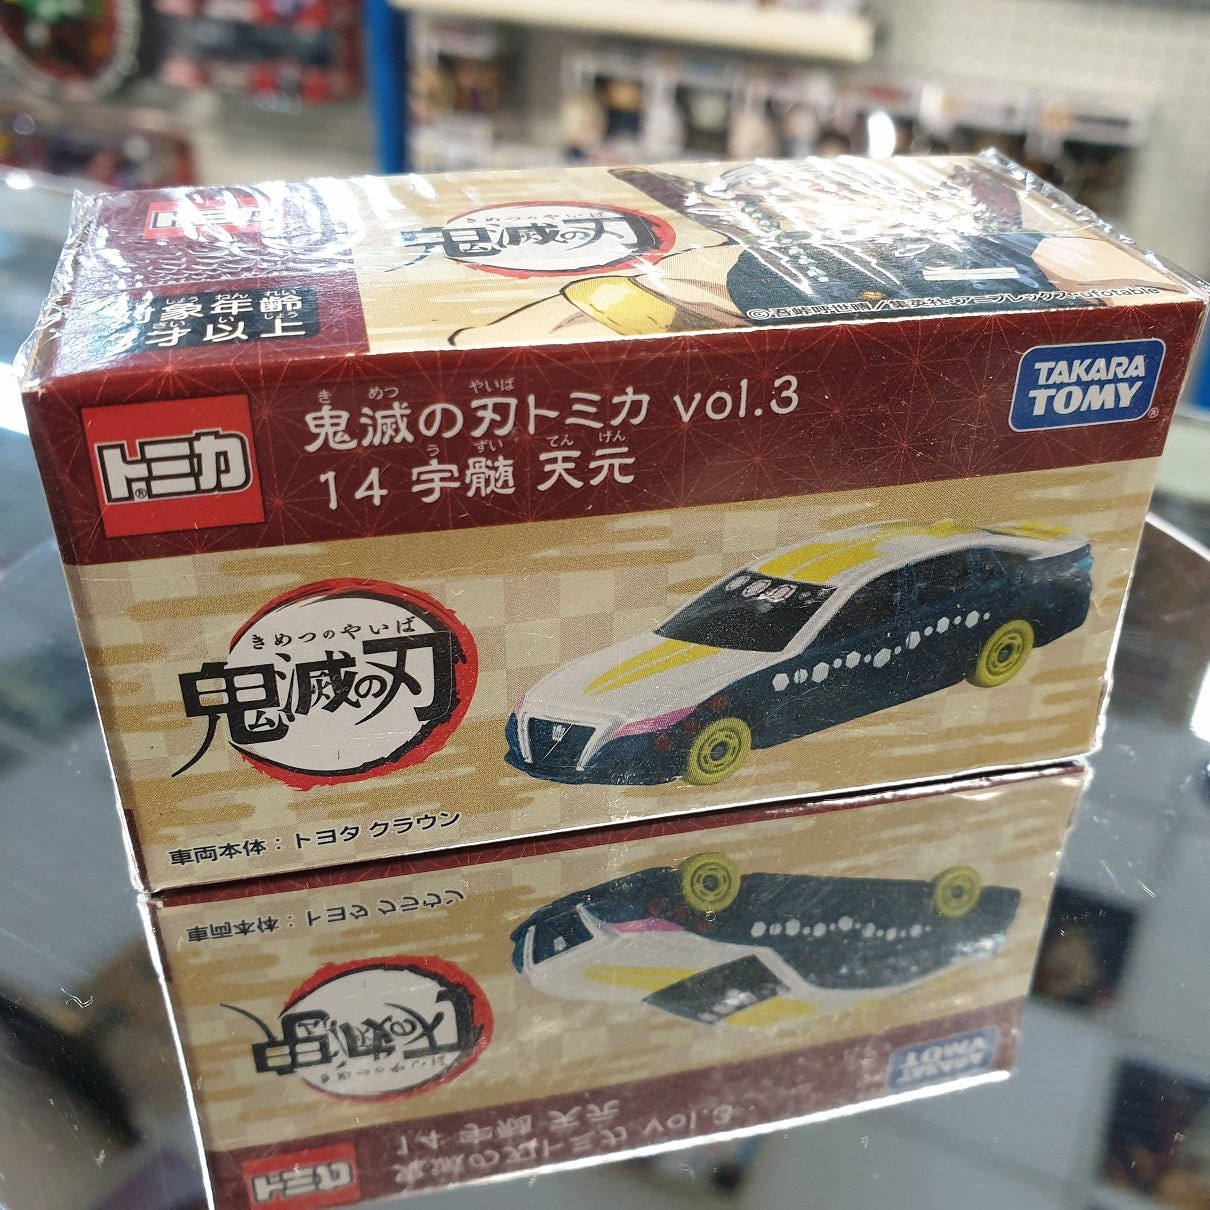 トミカ
対象年齢
才以上
きめつのやいば
鬼滅の刃
©吾峠呼世晴/集英社・アニプレックス・ufotable
トミカ
鬼滅の刃トミカ vol.3
14 宇髄 天元
TAKARA
TOMY
きめつのやいば
鬼滅の刃
車両本体：トヨタ クラウン